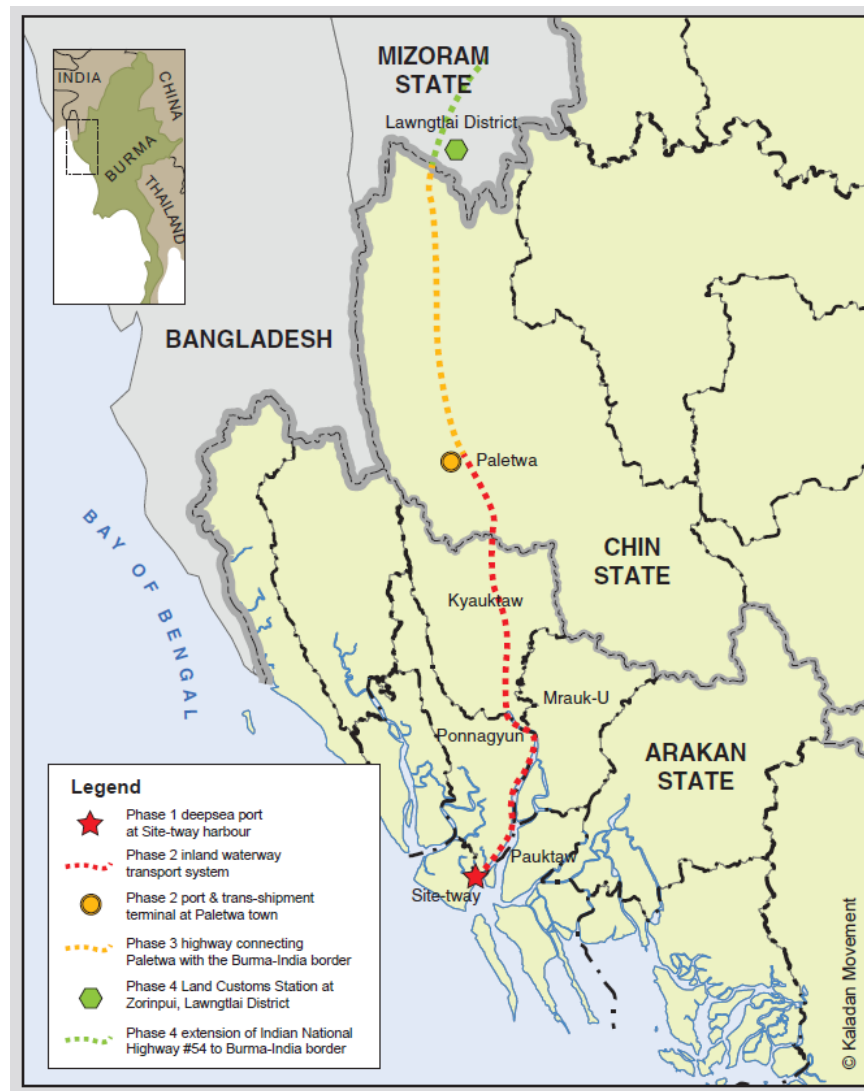 INDIA
CHINA
BURMA
THAILAND
MIZORAM
STATE
Lawngtlai District
BANGLADESH
Paletwa
BAY OF BENGAL
CHIN
STATE
Kyauktaw
Mrauk-U
Ponnagyun
ARAKAN
STATE
Pauktaw
Site-tway
Legend
Phase 1 deepsea port
at Site-tway harbour
Phase 2 inland waterway
transport system
Phase 2 port & trans-shipment
terminal at Paletwa town
Phase 3 highway connecting
Paletwa with the Burma-India border
Phase 4 Land Customs Station at
Zorinpui, Lawngtlai District
Phase 4 extension of Indian National
Highway #54 to Burma-India border
© Kaladan Movement